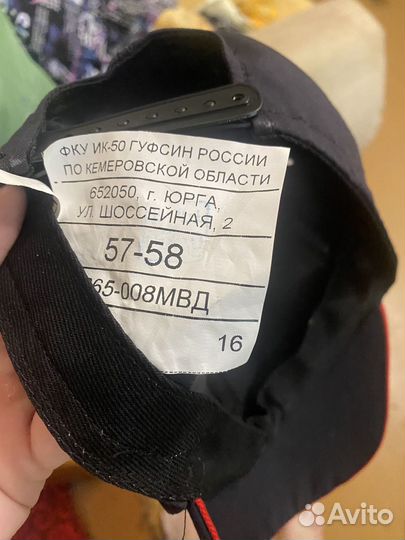 ФКУ ИК-50 ГУФСИН РОССИИ
ПО КЕМЕРОВСКОЙ ОБЛАСТИ
652050, г. ЮРГА,
УЛ. ШОССЕЙНАЯ, 2
57-58
65-008МВД
16
Avito